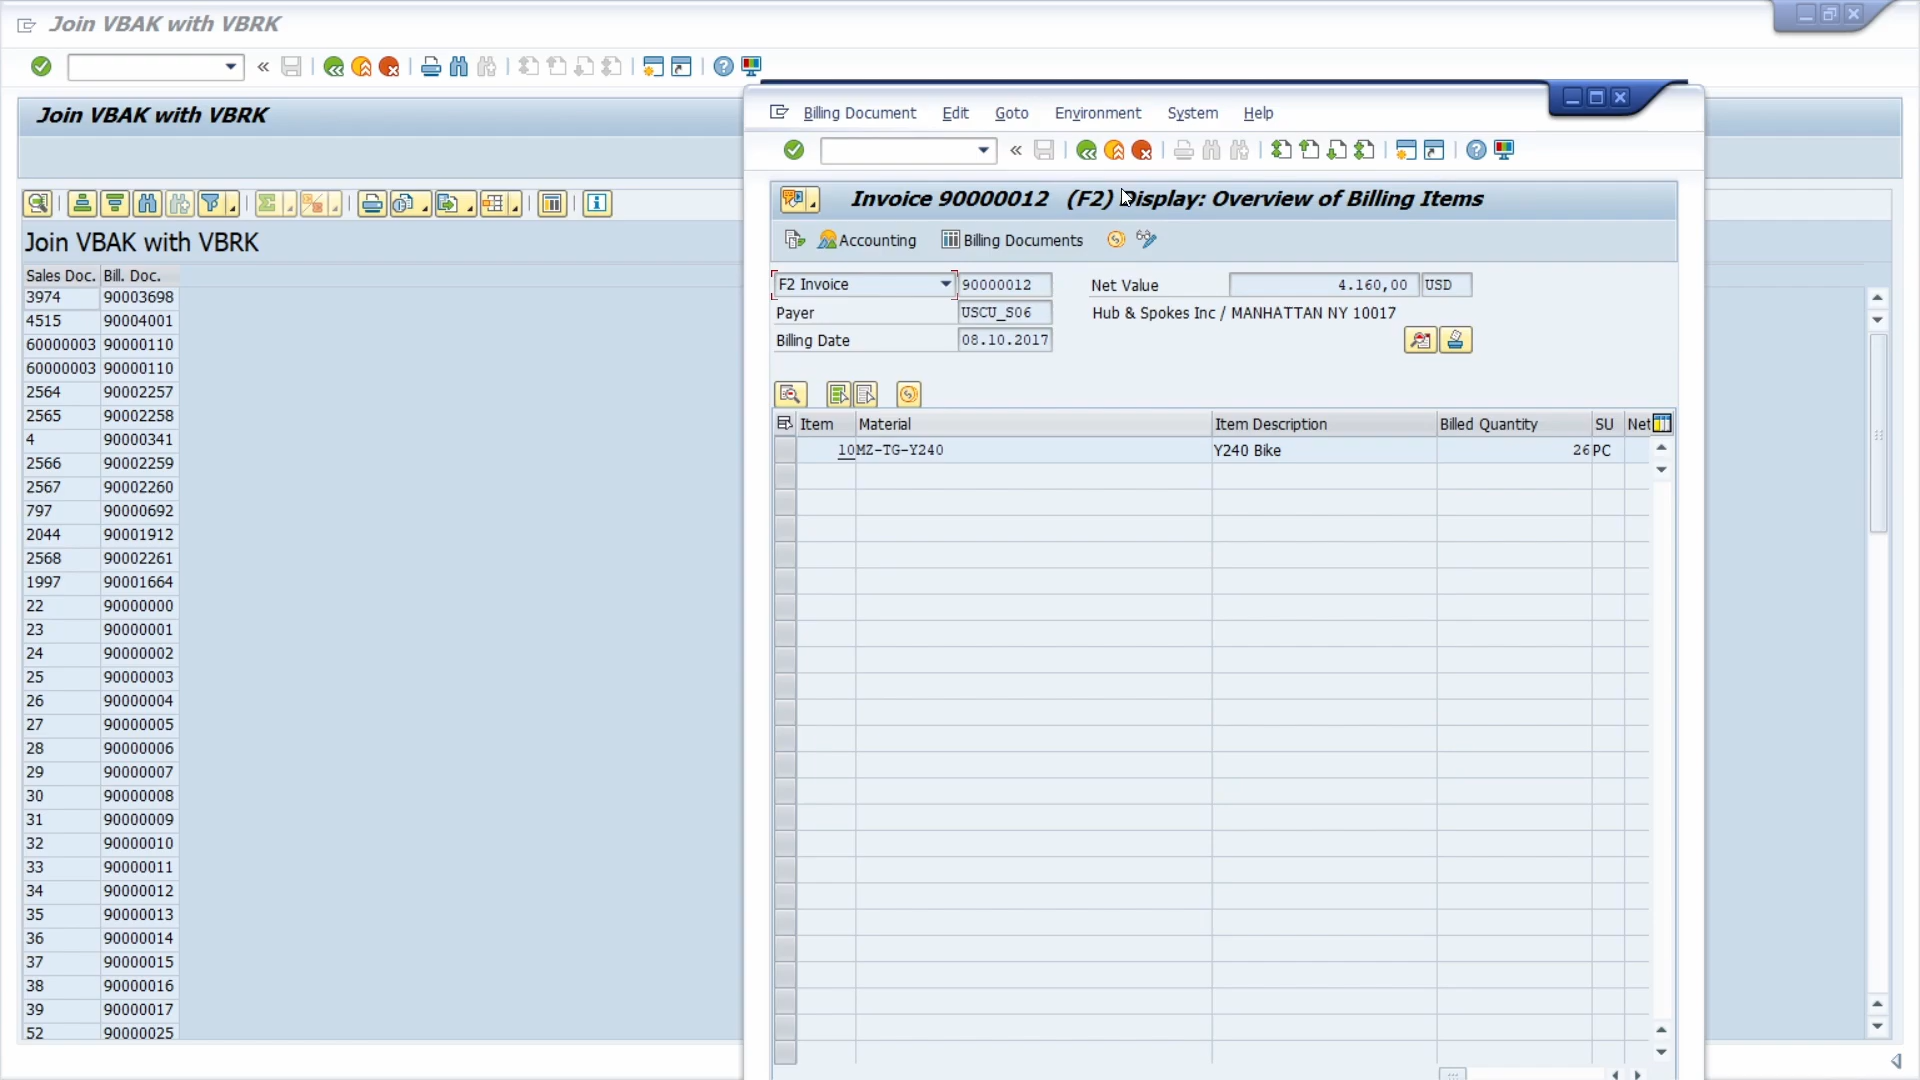 Join VBAK with VBRK
Join VBAK with VBRK
Join VBAK with VBRK
Sales Doc. Bill. Doc.
3974 90003698
4515 90004001
60000003 90000110
60000003 90000110
2564 90002257
2565 90002258
4 90000341
2566 90002259
2567 90002260
797 90000692
2044 90001912
2568 90002261
1997 90001664
22 90000000
23 90000001
24 90000002
25 90000003
26 90000004
27 90000005
28 90000006
29 90000007
30 90000008
31 90000009
32 90000010
33 90000011
34 90000012
35 90000013
36 90000014
37 90000015
38 90000016
39 90000017
52 90000025
Billing Document Edit Goto Environment System Help
Invoice 90000012 (F2) Display: Overview of Billing Items
Accounting Billing Documents
F2 Invoice 90000012 Net Value 4.160,00 USD
Payer USCU_S06 Hub & Spokes Inc / MANHATTAN NY 10017
Billing Date 08.10.2017
Item Material Item Description Billed Quantity SU Net
10 MZ-TG-Y240 Y240 Bike 26 PC